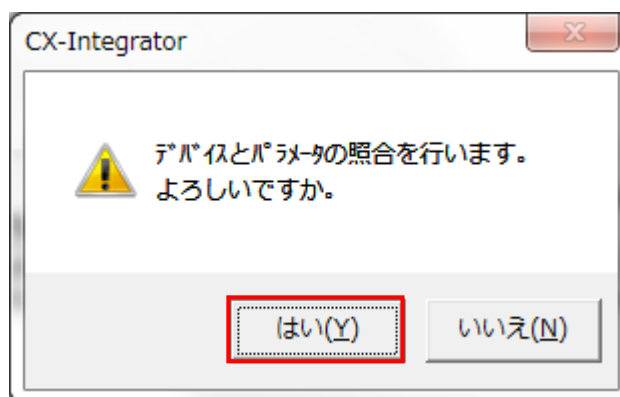 CX-Integrator
ﾃﾞﾊﾞｲｽとﾊﾟﾗﾒｰﾀの照合を行います。
よろしいですか。
はい(Y)
いいえ(N)